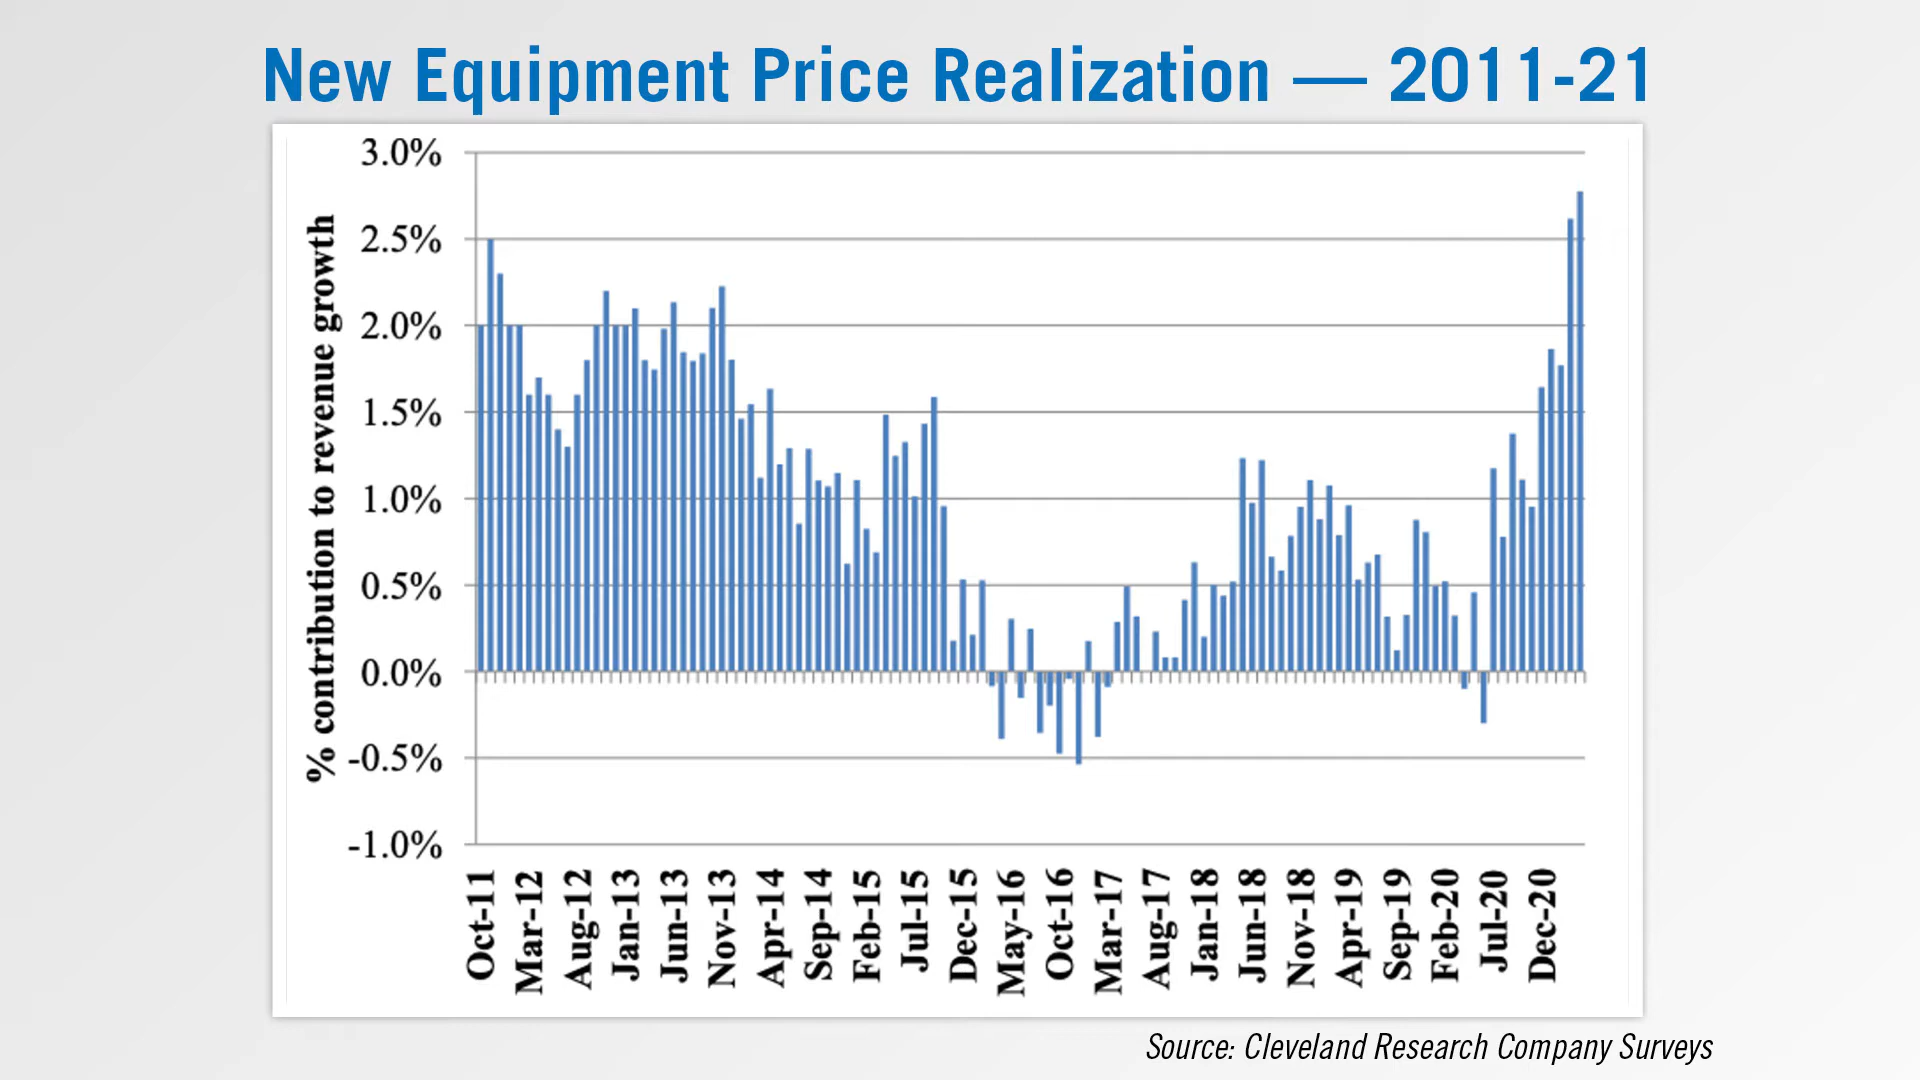 New Equipment Price Realization — 2011-21
% contribution to revenue growth
3.0%
2.5%
2.0%
1.5%
1.0%
0.5%
0.0%
-0.5%
-1.0%
Oct-11
Mar-12
Aug-12
Jan-13
Jun-13
Nov-13
Apr-14
Sep-14
Feb-15
Jul-15
Dec-15
May-16
Oct-16
Mar-17
Aug-17
Jan-18
Jun-18
Nov-18
Apr-19
Sep-19
Feb-20
Jul-20
Dec-20
Source: Cleveland Research Company Surveys